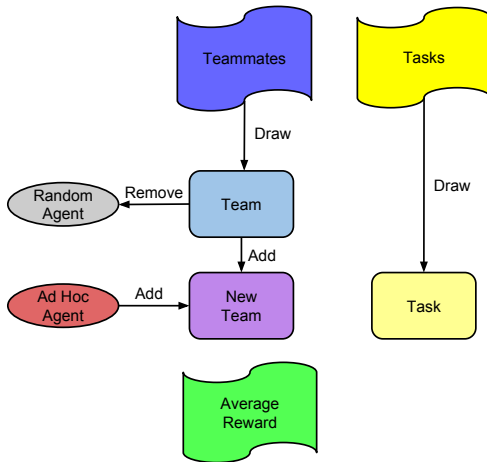 Teammates
Tasks
Draw
Draw
Random
Agent
Remove
Team
Add
Ad Hoc
Agent
Add
New
Team
Task
Average
Reward